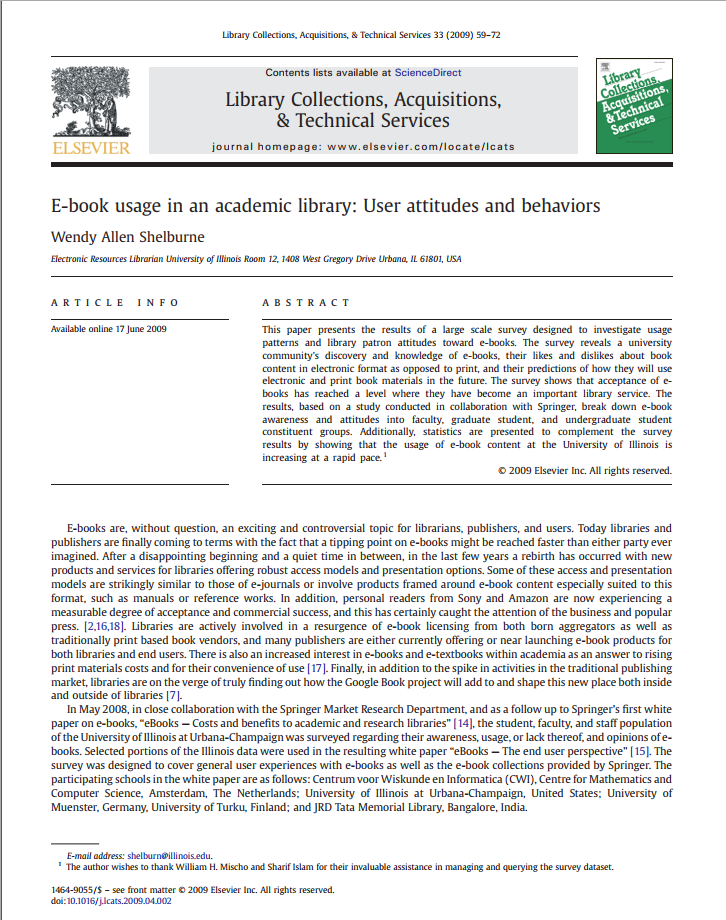 Library Collections, Acquisitions, & Technical Services 33 (2009) 59–72
Contents lists available at ScienceDirect
Library Collections, Acquisitions,
& Technical Services
journal homepage: www.elsevier.com/locate/lcats
ELSEVIER
Library
Collections,
Acquisitions,
& Technical
Services
E-book usage in an academic library: User attitudes and behaviors
Wendy Allen Shelburne
Electronic Resources Librarian University of Illinois Room 12, 1408 West Gregory Drive Urbana, IL 61801, USA
ARTICLE INFO
Available online 17 June 2009
ABSTRACT
This paper presents the results of a large scale survey designed to investigate usage
patterns and library patron attitudes toward e-books. The survey reveals a university
community's discovery and knowledge of e-books, their likes and dislikes about book
content in electronic format as opposed to print, and their predictions of how they will use
electronic and print book materials in the future. The survey shows that acceptance of e-
books has reached a level where they have become an important library service. The
results, based on a study conducted in collaboration with Springer, break down e-book
awareness and attitudes into faculty, graduate student, and undergraduate student
constituent groups. Additionally, statistics are presented to complement the survey
results by showing that the usage of e-book content at the University of Illinois is
increasing at a rapid pace.1
© 2009 Elsevier Inc. All rights reserved.
E-books are, without question, an exciting and controversial topic for librarians, publishers, and users. Today libraries and
publishers are finally coming to terms with the fact that a tipping point on e-books might be reached faster than either party ever
imagined. After a disappointing beginning and a quiet time in between, in the last few years a rebirth has occurred with new
products and services for libraries offering robust access models and presentation options. Some of these access and presentation
models are strikingly similar to those of e-journals or involve products framed around e-book content especially suited to this
format, such as manuals or reference works. In addition, personal readers from Sony and Amazon are now experiencing a
measurable degree of acceptance and commercial success, and this has certainly caught the attention of the business and popular
press. [2,16,18]. Libraries are actively involved in a resurgence of e-book licensing from both born aggregators as well as
traditionally print based book vendors, and many publishers are either currently offering or near launching e-book products for
both libraries and end users. There is also an increased interest in e-books and e-textbooks within academia as an answer to rising
print materials costs and for their convenience of use [17]. Finally, in addition to the spike in activities in the traditional publishing
market, libraries are on the verge of truly finding out how the Google Book project will add to and shape this new place both inside
and outside of libraries [7].
In May 2008, in close collaboration with the Springer Market Research Department, and as a follow up to Springer's first white
paper on e-books, “eBooks — Costs and benefits to academic and research libraries” [14], the student, faculty, and staff population
of the University of Illinois at Urbana-Champaign was surveyed regarding their awareness, usage, or lack thereof, and opinions of e-
books. Selected portions of the Illinois data were used in the resulting white paper “eBooks — The end user perspective” [15]. The
survey was designed to cover general user experiences with e-books as well as the e-book collections provided by Springer. The
participating schools in the white paper are as follows: Centrum voor Wiskunde en Informatica (CWI), Centre for Mathematics and
Computer Science, Amsterdam, The Netherlands; University of Illinois at Urbana-Champaign, United States; University of
Muenster, Germany, University of Turku, Finland; and JRD Tata Memorial Library, Bangalore, India.
E-mail address: shelburn@illinois.edu.
1 The author wishes to thank William H. Mischo and Sharif Islam for their invaluable assistance in managing and querying the survey dataset.
1464-9055/$ – see front matter © 2009 Elsevier Inc. All rights reserved.
doi:10.1016/j.lcats.2009.04.002